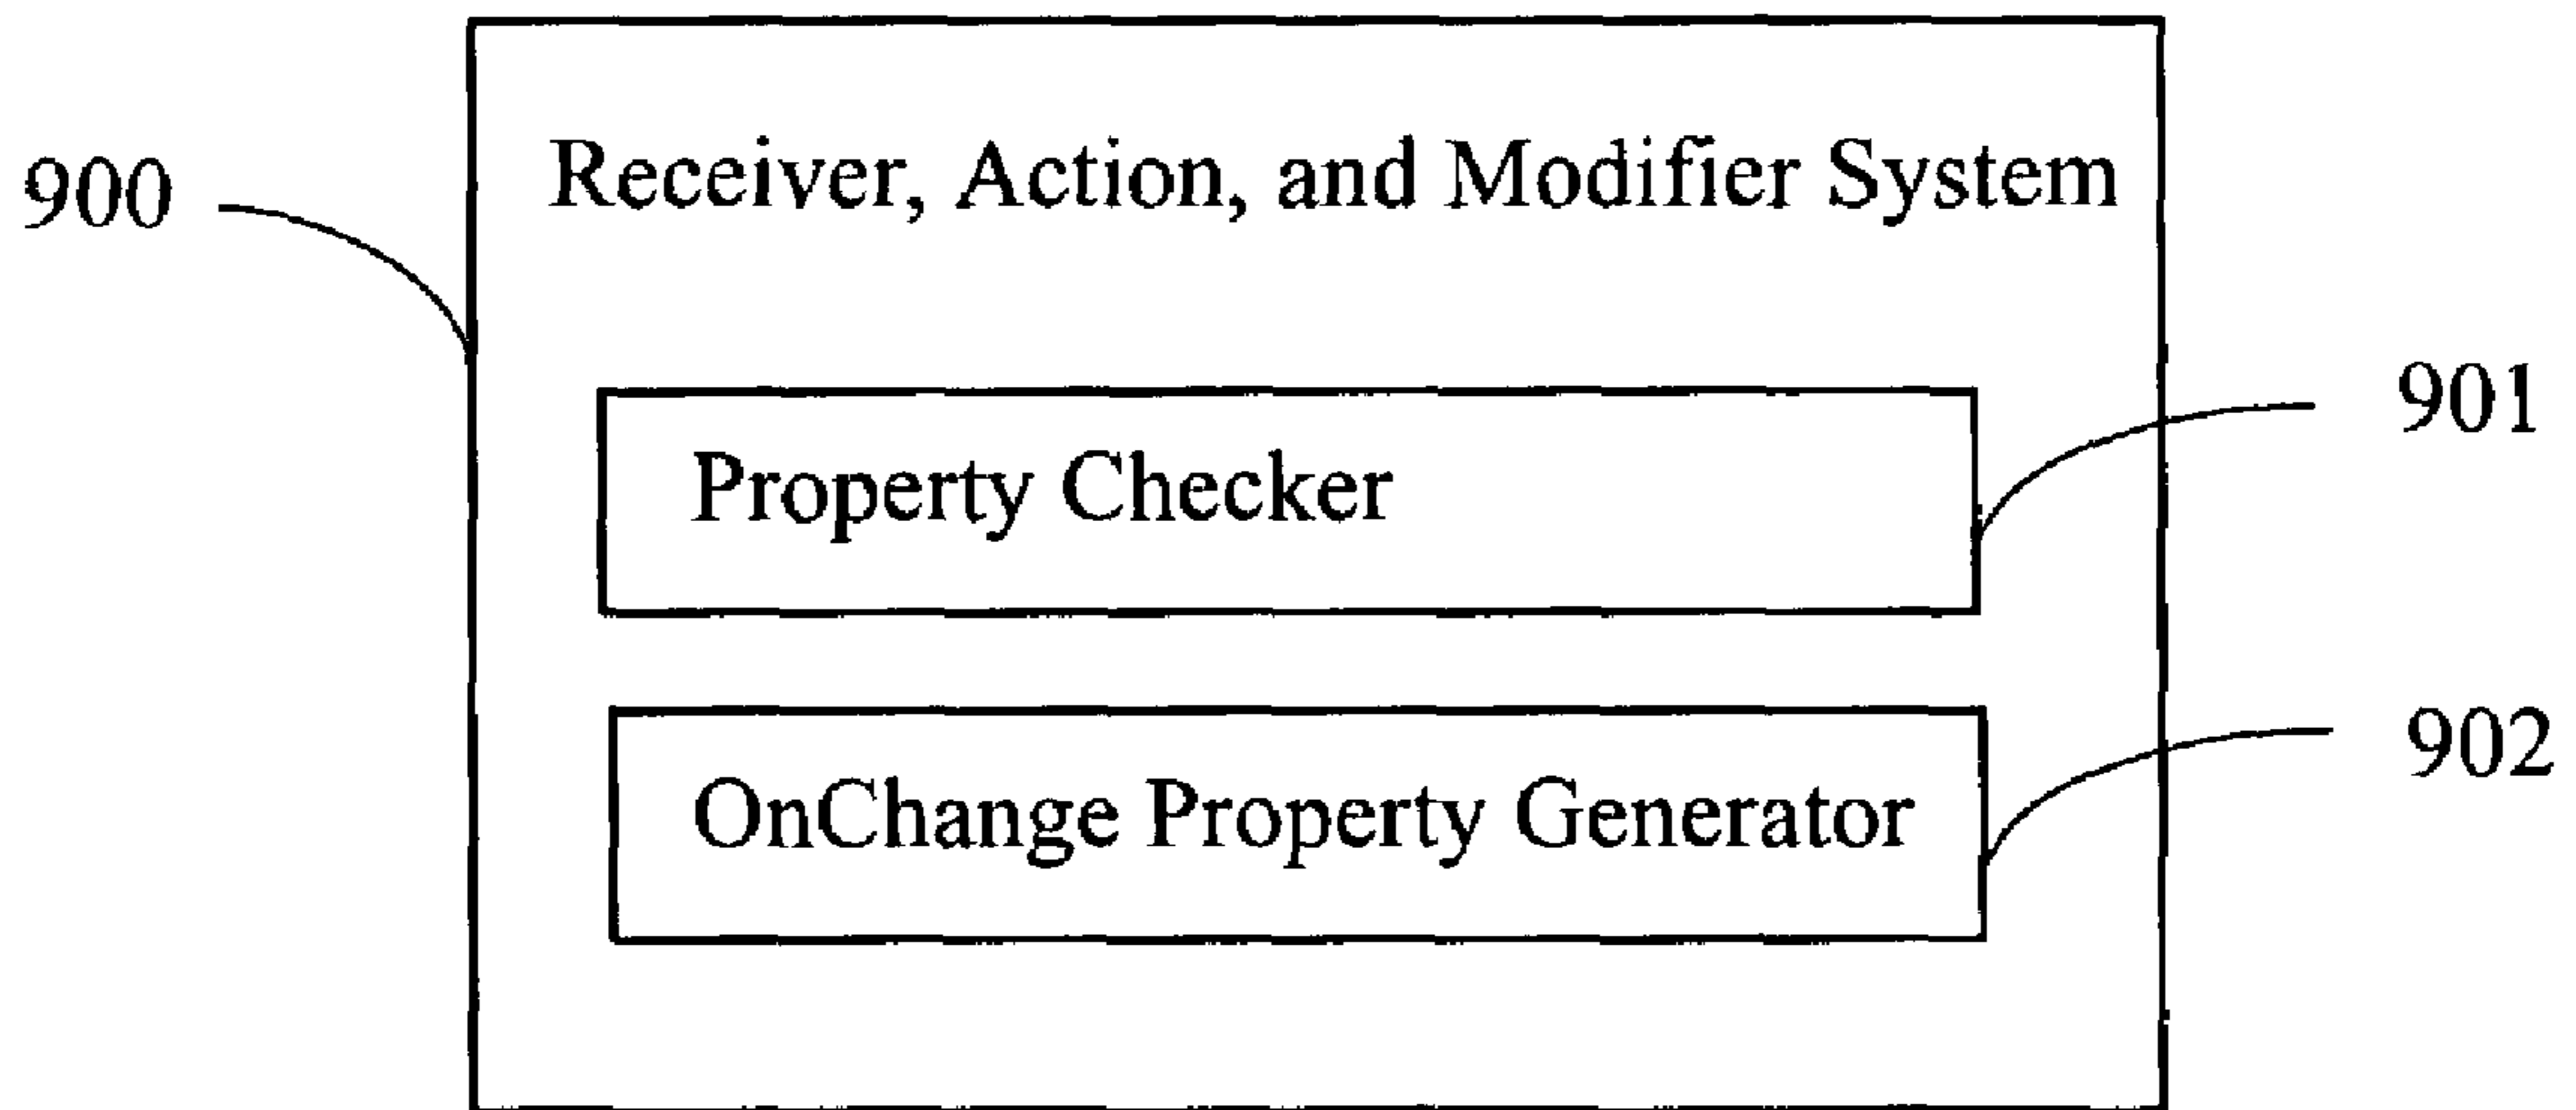 900
Receiver, Action, and Modifier System
901
Property Checker
902
OnChange Property Generator